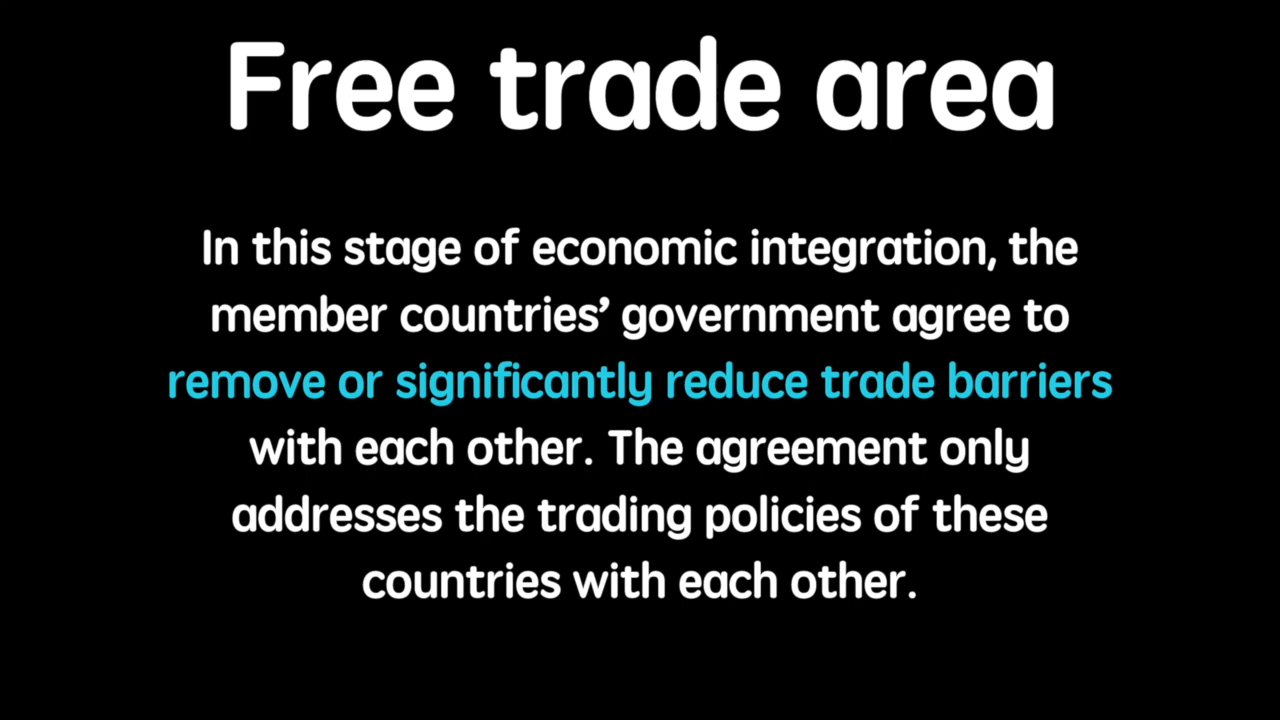 Free trade area
In this stage of economic integration, the
member countries’ government agree to
remove or significantly reduce trade barriers
with each other. The agreement only
addresses the trading policies of these
countries with each other.